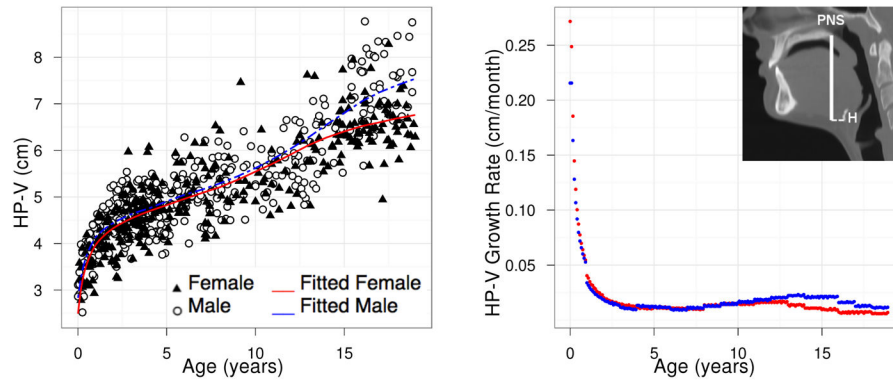 8
7
6
5
4
3
HP-V (cm)
Female
Male
Fitted Female
Fitted Male
0 5 10 15
Age (years)
0.25
0.20
0.15
0.10
0.05
HP-V Growth Rate (cm/month)
PNS
H
0 5 10 15
Age (years)